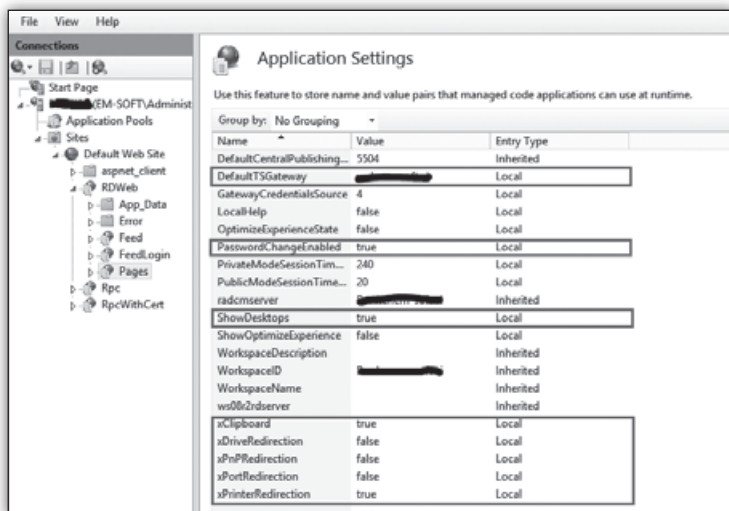 File View Help
Connections
Start Page
(EM-SOFT\Administ
Application Pools
Sites
Default Web Site
aspnet_client
RDWeb
App_Data
Error
Feed
FeedLogin
Pages
Rpc
RpcWithCert
Application Settings
Use this feature to store name and value pairs that managed code applications can use at runtime.
Group by: No Grouping
Name Value Entry Type
DefaultCentralPublishing... 5504 Inherited
DefaultTSGateway Local
GatewayCredentialsSource 4 Local
LocalHelp false Local
OptimizeExperienceState false Local
PasswordChangeEnabled true Local
PrivateModeSessionTim... 240 Local
PublicModeSessionTime... 20 Local
radcmserver Inherited
ShowDesktops true Local
ShowOptimizeExperience false Local
WorkspaceDescription Inherited
WorkspaceID Inherited
WorkspaceName Inherited
ws08r2rdserver Inherited
xClipboard true Local
xDriveRedirection false Local
xPnPRedirection false Local
xPortRedirection false Local
xPrinterRedirection true Local